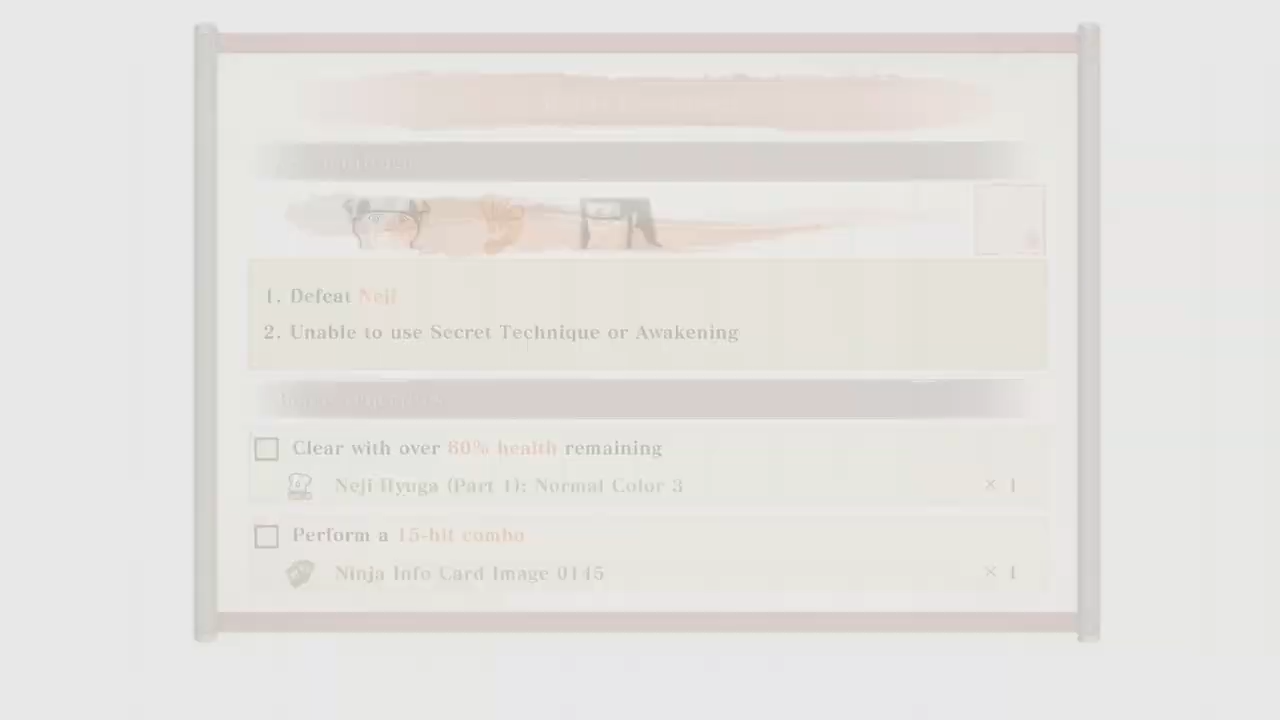 1. Defeat Neji
2. Unable to use Secret Technique or Awakening
Clear with over 80% health remaining
Neji Hyuga (Part 1): Normal Color 3 × 1
Perform a 15-hit combo
Ninja Info Card Image 0145 × 1